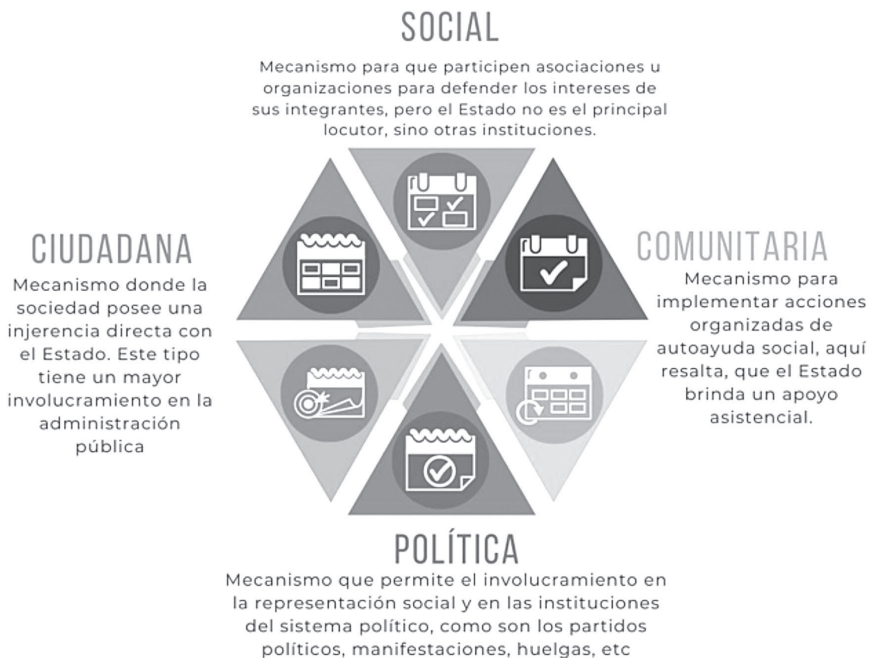 SOCIAL
Mecanismo para que participen asociaciones u
organizaciones para defender los intereses de
sus integrantes, pero el Estado no es el principal
locutor, sino otras instituciones.
CIUDADANA
Mecanismo donde la
sociedad posee una
injerencia directa con
el Estado. Este tipo
tiene un mayor
involucramiento en la
administración
pública
COMUNITARIA
Mecanismo para
implementar acciones
organizadas de
autoayuda social, aquí
resalta, que el Estado
brinda un apoyo
asistencial.
POLÍTICA
Mecanismo que permite el involucramiento en
la representación social y en las instituciones
del sistema político, como son los partidos
políticos, manifestaciones, huelgas, etc